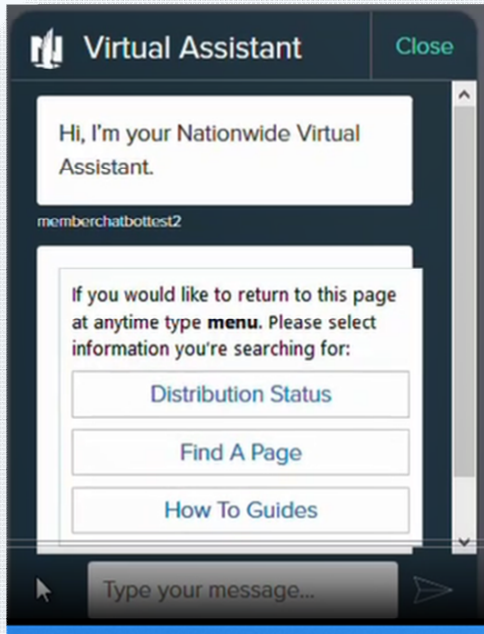 Virtual Assistant
Close
Hi, I'm your Nationwide Virtual
Assistant.
memberchatbottest2
If you would like to return to this page
at anytime type menu. Please select
information you're searching for:
Distribution Status
Find A Page
How To Guides
Type your message...